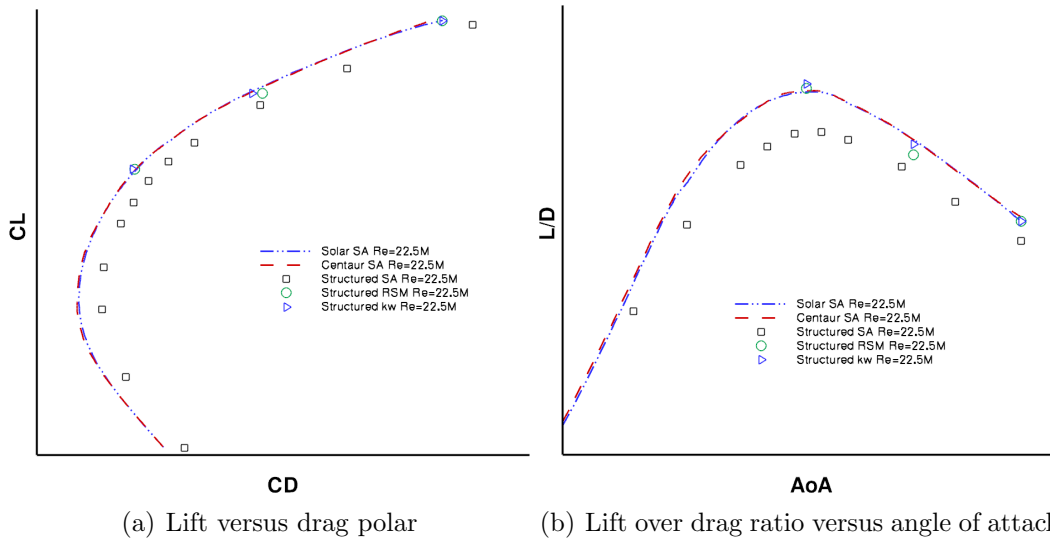 CL
Solar SA Re=22.5M
Centaur SA Re=22.5M
Structured SA Re=22.5M
Structured RSM Re=22.5M
Structured kw Re=22.5M
CD
(a) Lift versus drag polar
L/D
Solar SA Re=22.5M
Centaur SA Re=22.5M
Structured SA Re=22.5M
Structured RSM Re=22.5M
Structured kw Re=22.5M
AoA
(b) Lift over drag ratio versus angle of attack